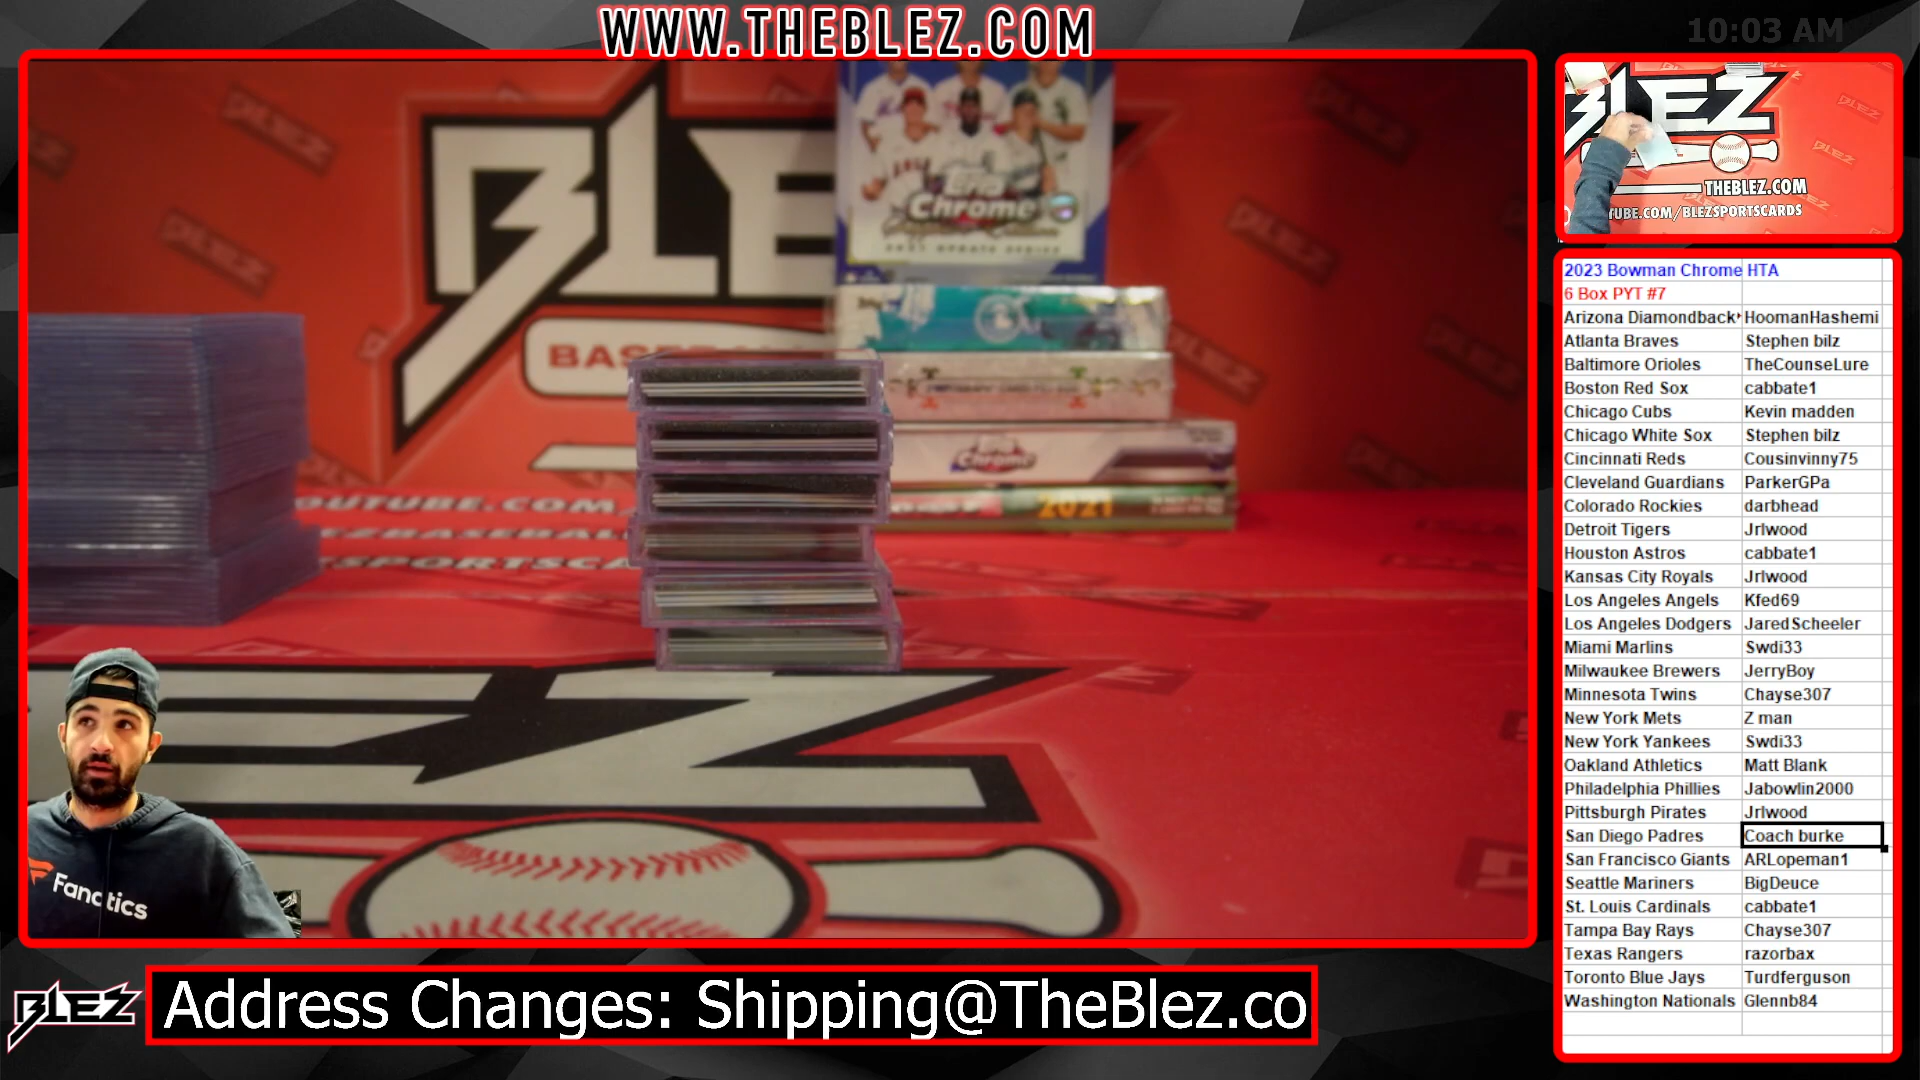 WWW.THEBLEZ.COM
10:03 AM
BLEZ
Chrome
2021
BLEZ
THEBLEZ.COM
TUBE.COM/BLEZSPORTSCARDS
2023 Bowman Chrome HTA
6 Box PYT #7
Arizona Diamondback HoomanHashemi
Atlanta Braves Stephen bilz
Baltimore Orioles TheCounseLure
Boston Red Sox cabbate1
Chicago Cubs Kevin madden
Chicago White Sox Stephen bilz
Cincinnati Reds Cousinvinny75
Cleveland Guardians ParkerGPa
Colorado Rockies darbhead
Detroit Tigers Jrlwood
Houston Astros cabbate1
Kansas City Royals Jrlwood
Los Angeles Angels Kfed69
Los Angeles Dodgers JaredScheeler
Miami Marlins Swdi33
Milwaukee Brewers JerryBoy
Minnesota Twins Chayse307
New York Mets Z man
New York Yankees Swdi33
Oakland Athletics Matt Blank
Philadelphia Phillies Jabowlin2000
Pittsburgh Pirates Jrlwood
San Diego Padres Coach burke
San Francisco Giants ARLopeman1
Seattle Mariners BigDeuce
St. Louis Cardinals cabbate1
Tampa Bay Rays Chayse307
Texas Rangers razorbax
Toronto Blue Jays Turdferguson
Washington Nationals Glennb84
Fanatics
BLEZ
Address Changes: Shipping@TheBlez.co